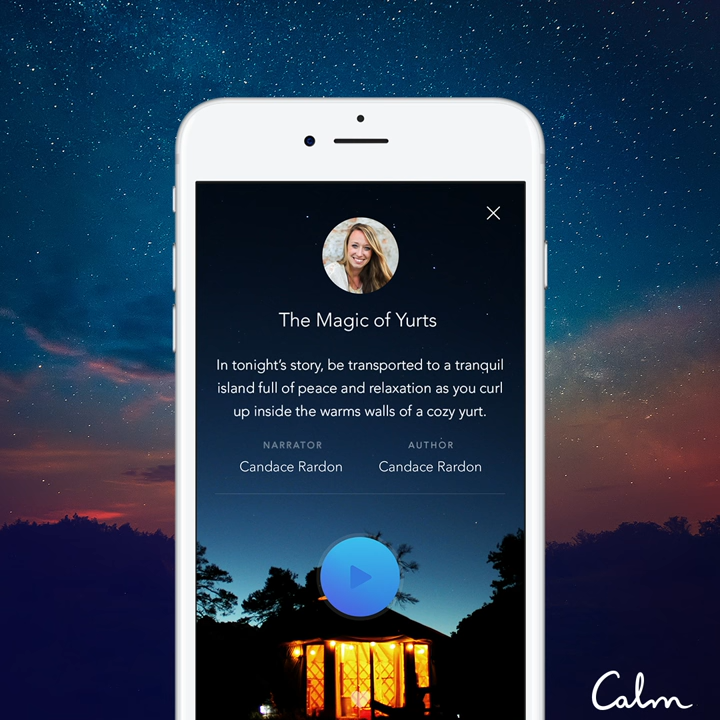 The Magic of Yurts
In tonight's story, be transported to a tranquil
island full of peace and relaxation as you curl
up inside the warms walls of a cozy yurt.
NARRATOR
AUTHOR
Candace Rardon
Candace Rardon
Calm